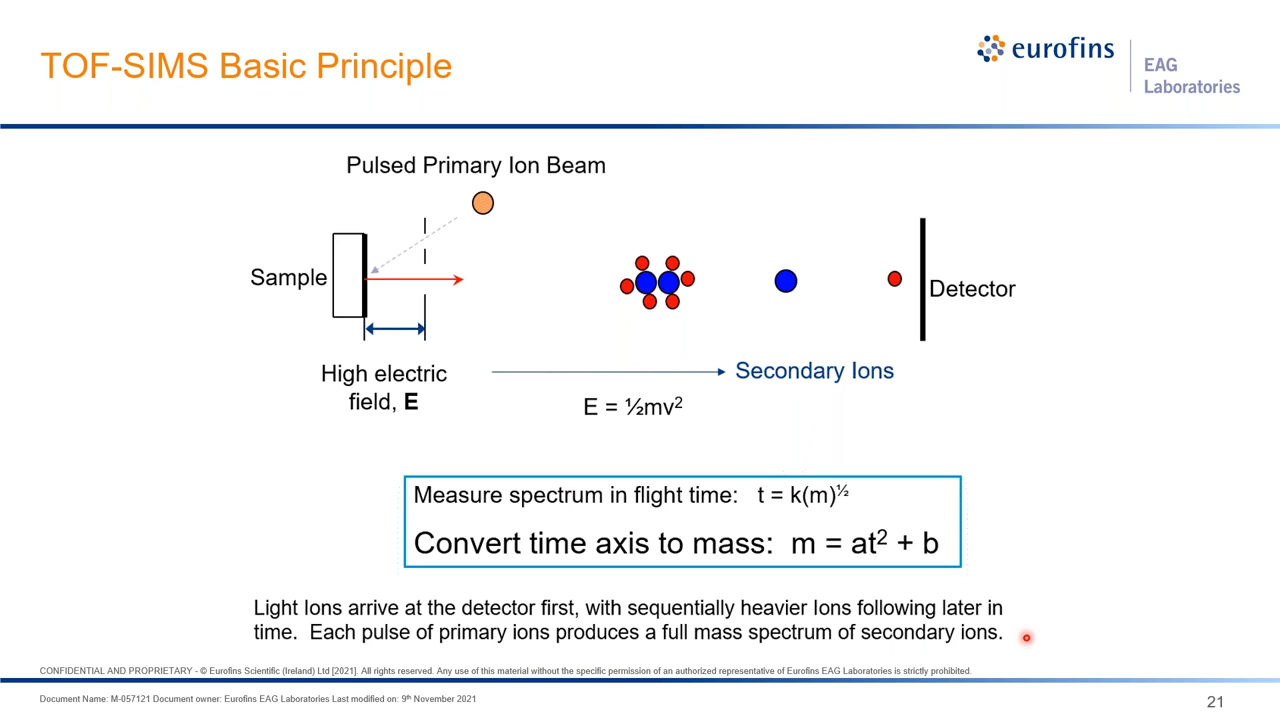 TOF-SIMS Basic Principle
eurofins
EAG
Laboratories
Pulsed Primary Ion Beam
Sample
Detector
High electric
field, E
Secondary Ions
E = ½mv²
Measure spectrum in flight time: t = k(m)^½
Convert time axis to mass: m = at² + b
Light Ions arrive at the detector first, with sequentially heavier Ions following later in
time. Each pulse of primary ions produces a full mass spectrum of secondary ions.
CONFIDENTIAL AND PROPRIETARY - © Eurofins Scientific (Ireland) Ltd [2021]. All rights reserved. Any use of this material without the specific permission of an authorized representative of Eurofins EAG Laboratories is strictly prohibited.
Document Name: M-057121 Document owner: Eurofins EAG Laboratories Last modified on: 9th November 2021
21